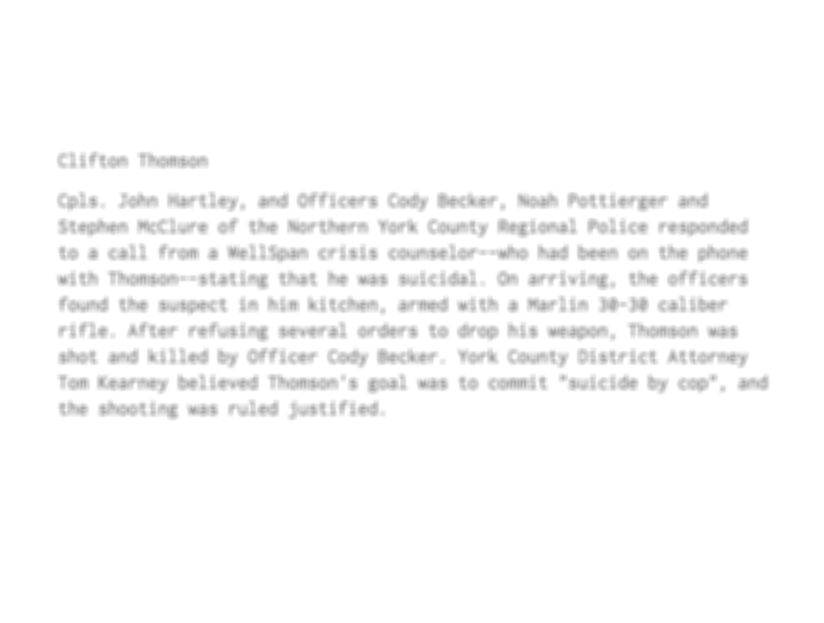 Clifton Thomson
Cpls. John Hartley, and Officers Cody Becker, Noah Pottierger and
Stephen McClure of the Northern York County Regional Police responded
to a call from a WellSpan crisis counselor--who had been on the phone
with Thomson--stating that he was suicidal. On arriving, the officers
found the suspect in him kitchen, armed with a Marlin 30-30 caliber
rifle. After refusing several orders to drop his weapon, Thomson was
shot and killed by Officer Cody Becker. York County District Attorney
Tom Kearney believed Thomson's goal was to commit "suicide by cop", and
the shooting was ruled justified.